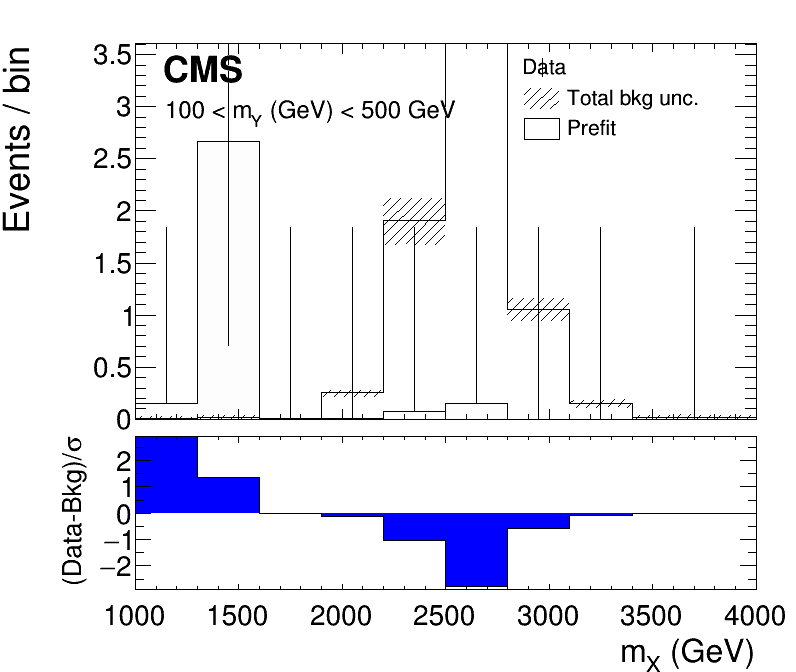 Events / bin
3.5
3
2.5
2
1.5
1
0.5
0
CMS
100 < mY (GeV) < 500 GeV
Data
Total bkg unc.
Prefit
(Data-Bkg)/σ
2
1
0
−1
−2
1000 1500 2000 2500 3000 3500 4000
mX (GeV)